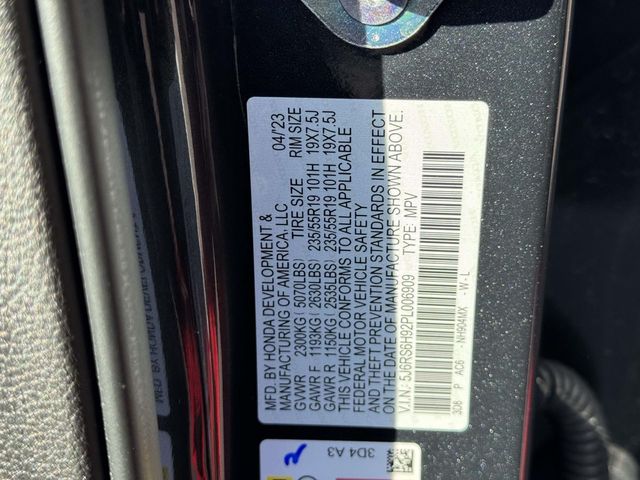 MFD. BY HONDA DEVELOPMENT &
MANUFACTURING OF AMERICA, LLC 04/'23
GVWR 2300KG (5070LBS) TIRE SIZE RIM SIZE
GAWR F 1193KG (2630LBS) 235/55R19 101H 19X7.5J
GAWR R 1150KG (2535LBS) 235/55R19 101H 19X7.5J
THIS VEHICLE CONFORMS TO ALL APPLICABLE
FEDERAL MOTOR VEHICLE SAFETY
AND THEFT PREVENTION STANDARDS IN EFFECT
ON THE DATE OF MANUFACTURE SHOWN ABOVE.
V.I.N: 5J6RS6H92PL006909 TYPE: MPV
3D8 P AC6 NH904MX -W-L
3D4 A3
2